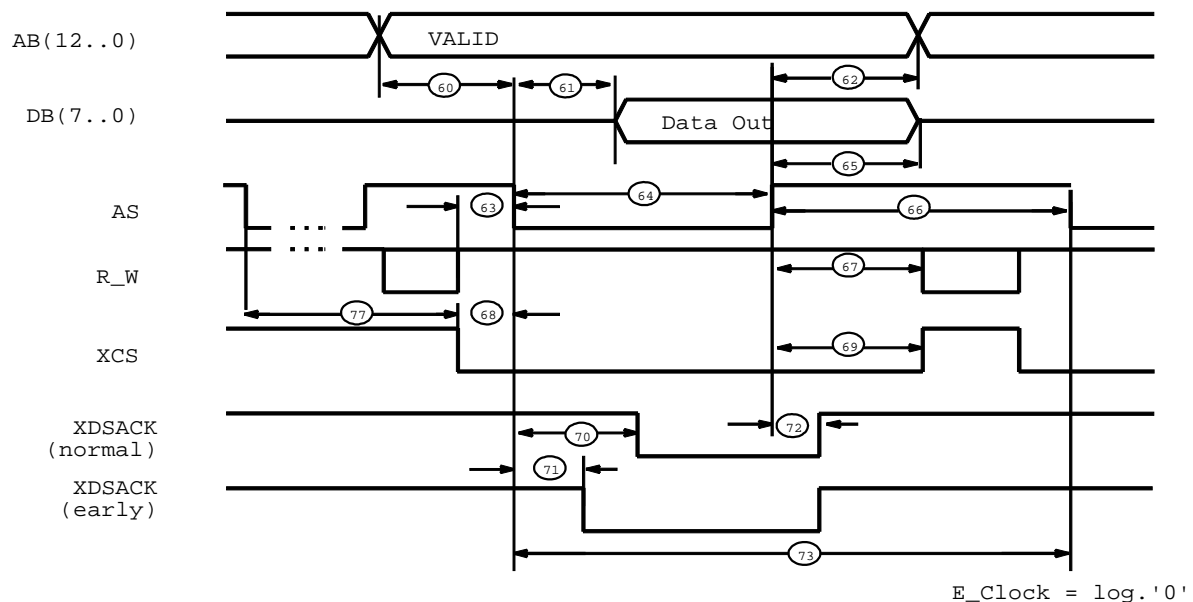 AB(12..0)
VALID
60
61
62
DB(7..0)
Data Out
65
64
AS
63
66
R_W
67
77
68
XCS
69
XDSACK
(normal)
70
72
71
XDSACK
(early)
73
E_Clock = log.'0'